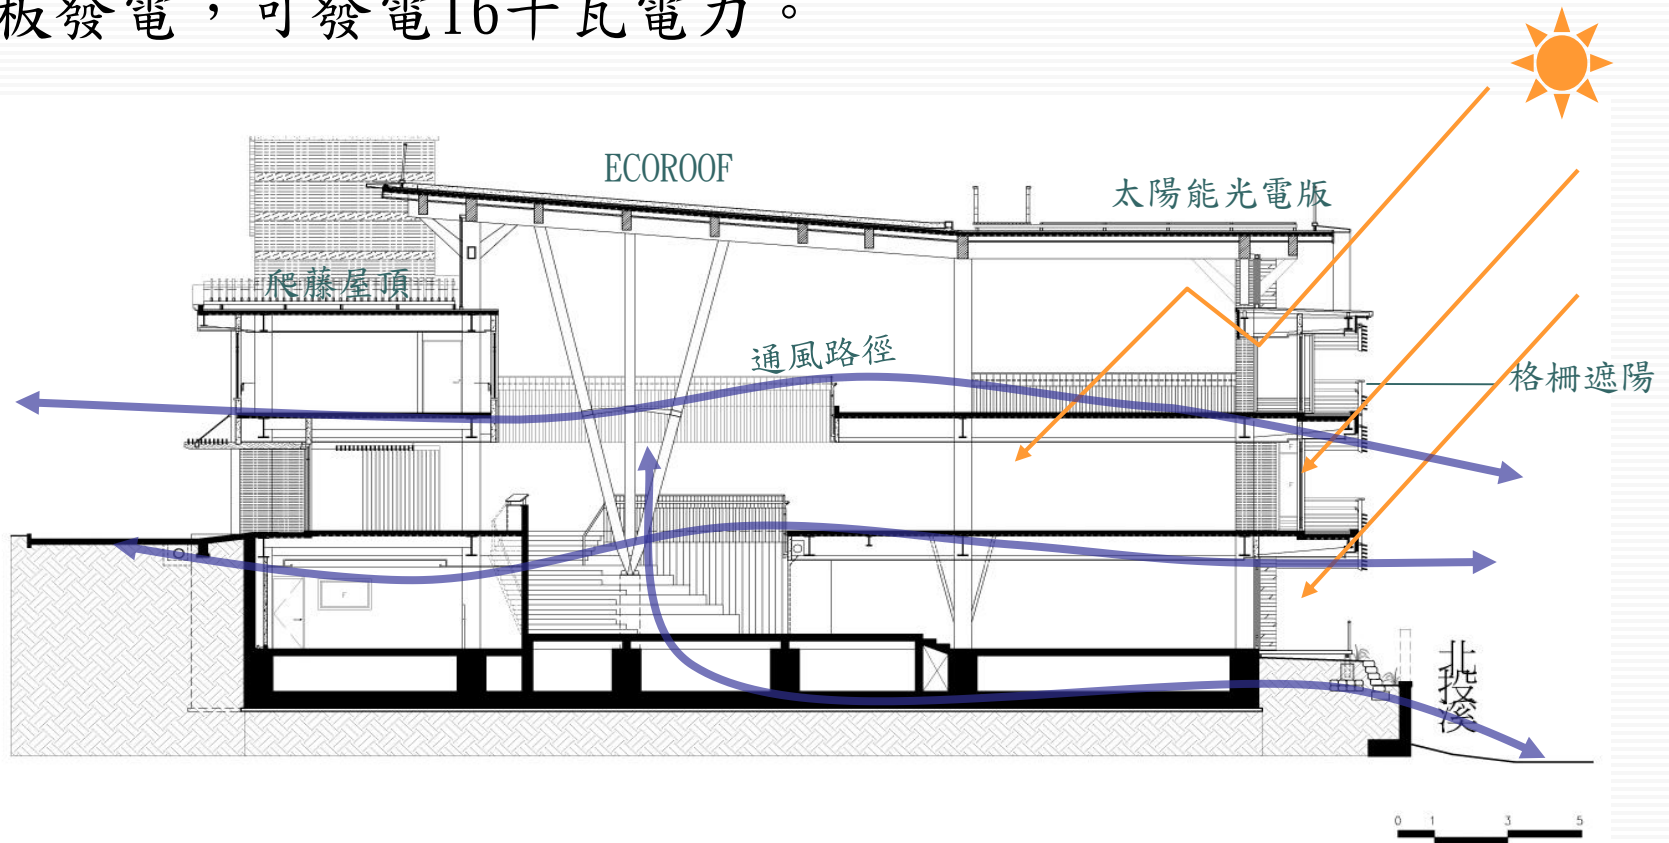 板發電，可發電16千瓦電力。
ECOROOF
太陽能光電版
爬藤屋頂
通風路徑
格柵遮陽
北投溪
0 1 3 5